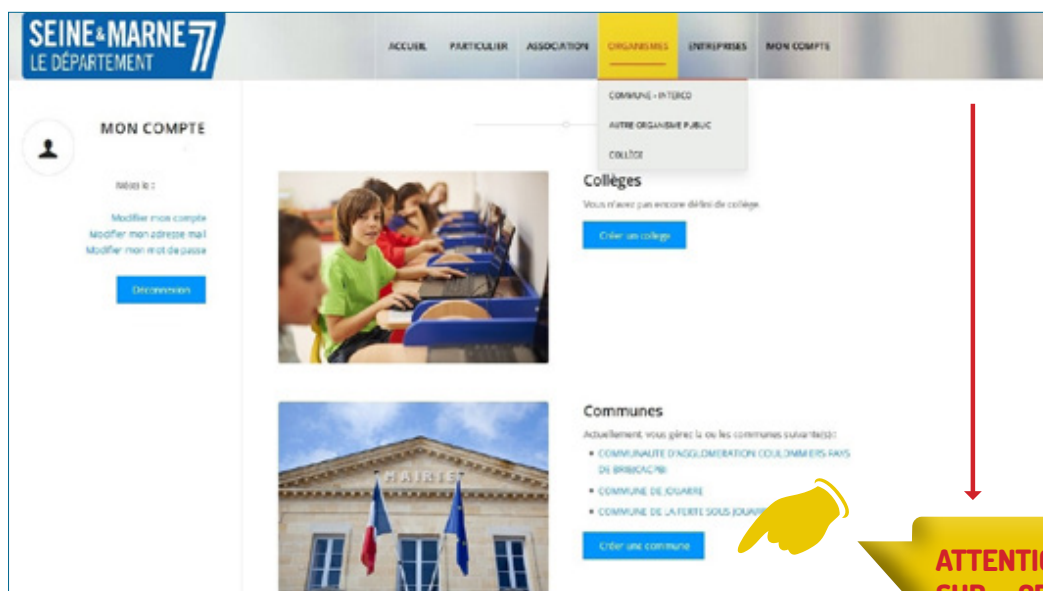 SEINE&MARNE 77
LE DÉPARTEMENT
ACCUEIL PARTICULIER ASSOCIATION ORGANISMES ENTREPRISES MON COMPTE
COMMUNE - INTERCO
AUTRE ORGANISME PUBLIC
COLLÈGE
MON COMPTE
Modifier mon compte
Modifier mon adresse mail
Modifier mon mot de passe
Déconnexion
Collèges
Vous n'avez pas encore défini de collège.
Créer un collège
MAIRIE
Communes
Actuellement, vous gérez la ou les communes suivante(s) :
• COMMUNAUTE D'AGGLOMERATION COULOMMIERS PAYS
DE
• COMMUNE DE JOUARRE
• COMMUNE DE LA FERTE SOUS
Créer une commune
SUR